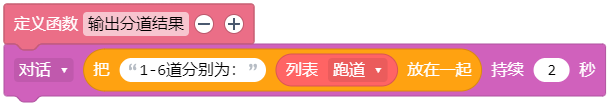 定义函数 输出分道结果
对话 把 “1-6道分别为：” 列表 跑道 放在一起 持续 2 秒